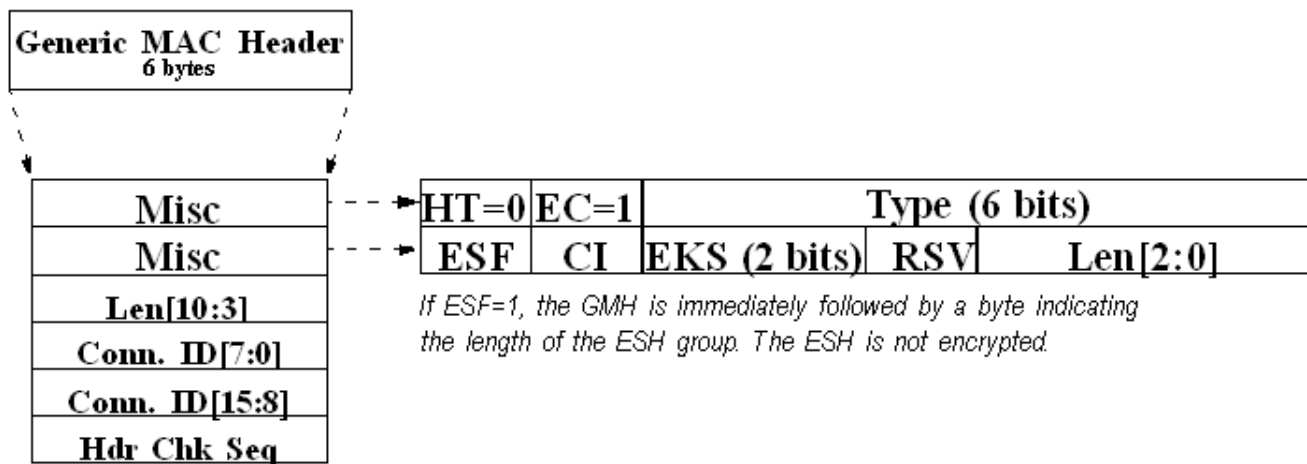 Generic MAC Header
6 bytes
Misc
HT=0 EC=1 Type (6 bits)
Misc
ESF CI EKS (2 bits) RSV Len[2:0]
Len[10:3]
If ESF=1, the GMH is immediately followed by a byte indicating
Conn. ID[7:0]
the length of the ESH group. The ESH is not encrypted.
Conn. ID[15:8]
Hdr Chk Seq